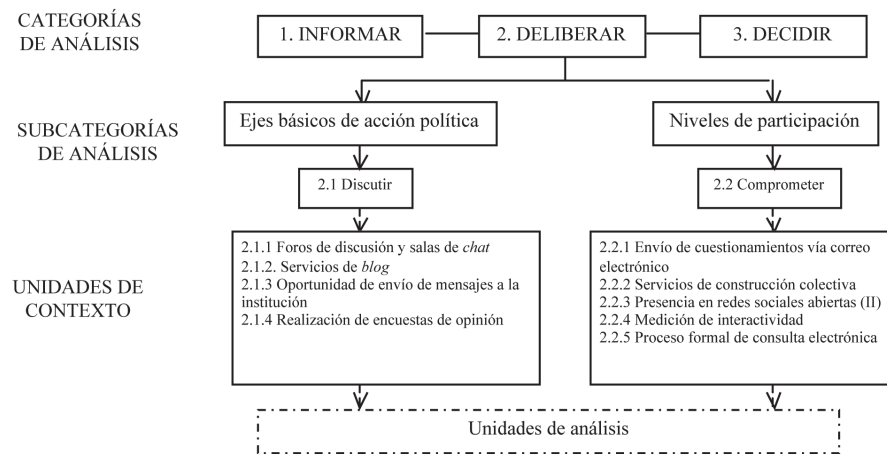 CATEGORÍAS
DE ANÁLISIS
1. INFORMAR
2. DELIBERAR
3. DECIDIR
SUBCATEGORÍAS
DE ANÁLISIS
Ejes básicos de acción política
Niveles de participación
2.1 Discutir
2.2 Comprometer
UNIDADES DE
CONTEXTO
2.1.1 Foros de discusión y salas de chat
2.1.2. Servicios de blog
2.1.3 Oportunidad de envío de mensajes a la
institución
2.1.4 Realización de encuestas de opinión
2.2.1 Envío de cuestionamientos vía correo
electrónico
2.2.2 Servicios de construcción colectiva
2.2.3 Presencia en redes sociales abiertas (II)
2.2.4 Medición de interactividad
2.2.5 Proceso formal de consulta electrónica
Unidades de análisis